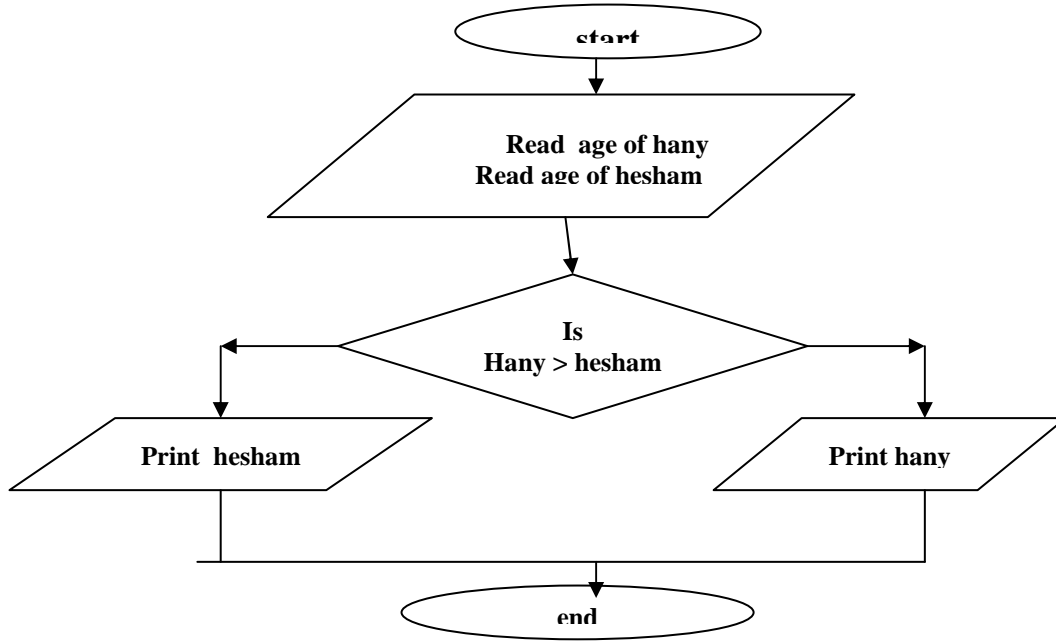 start
Read age of hany
Read age of hesham
Is
Hany > hesham
Print hesham
Print hany
end